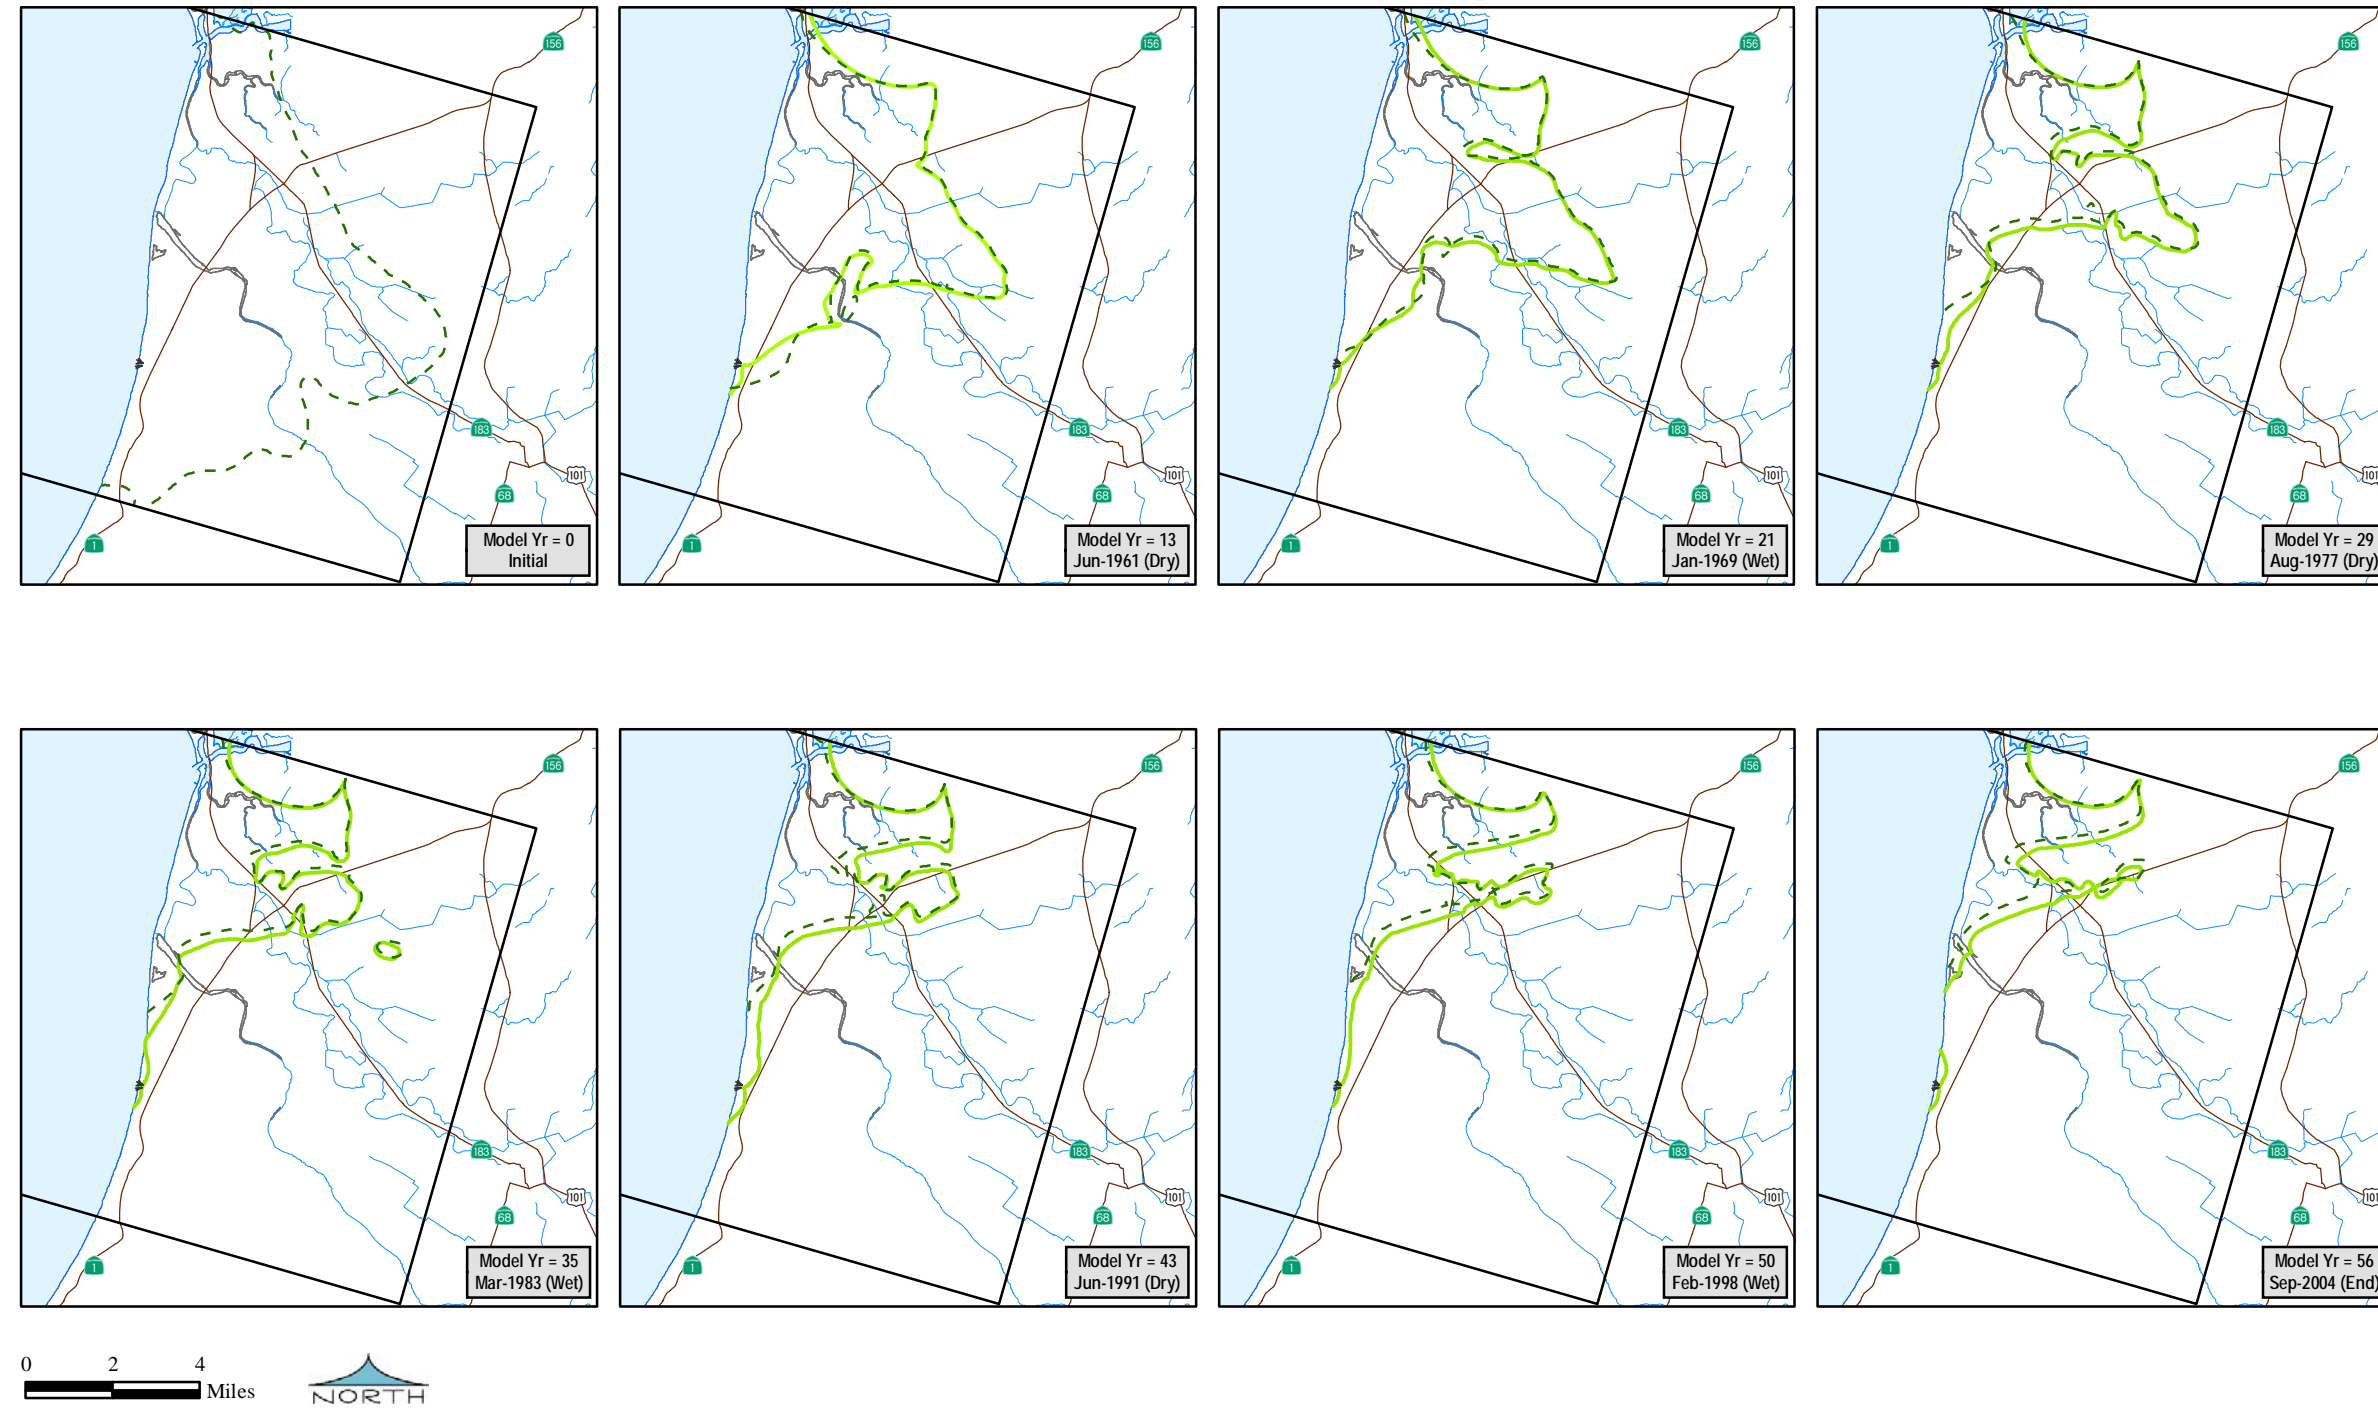 156
183
101
68
1
Model Yr = 0
Initial
156
183
101
68
1
Model Yr = 13
Jun-1961 (Dry)
156
183
101
68
1
Model Yr = 21
Jan-1969 (Wet)
156
183
101
68
1
Model Yr = 29
Aug-1977 (Dry)
156
183
101
68
1
Model Yr = 35
Mar-1983 (Wet)
156
183
101
68
1
Model Yr = 43
Jun-1991 (Dry)
156
183
101
68
1
Model Yr = 50
Feb-1998 (Wet)
156
183
101
68
1
Model Yr = 56
Sep-2004 (End)
0 2 4
Miles
NORTH